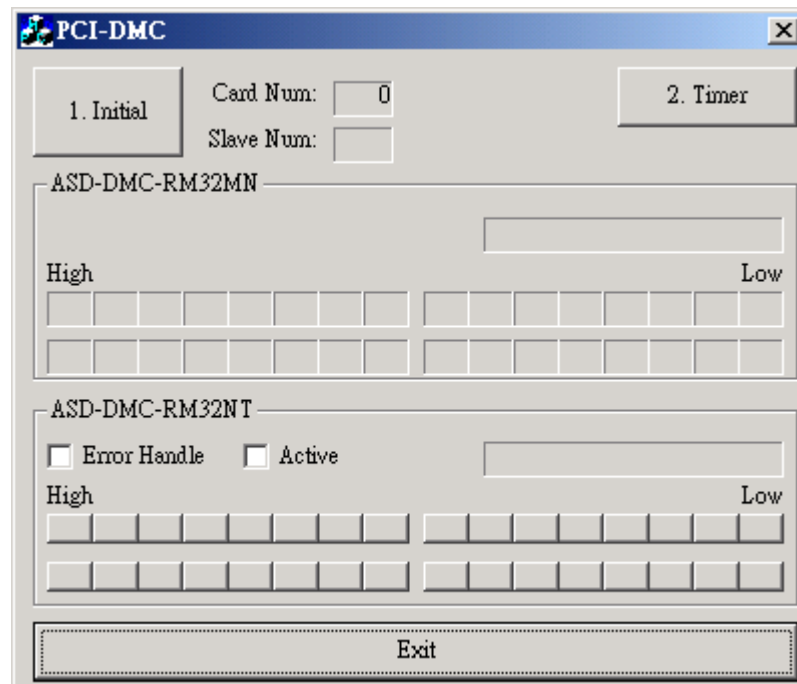 PCI-DMC
1. Initial
Card Num: 0
2. Timer
Slave Num:
ASD-DMC-RM32MN
High Low
ASD-DMC-RM32NT
Error Handle Active
High Low
Exit